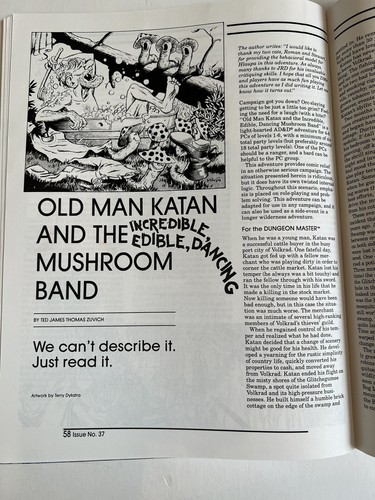 OLD MAN KATAN
AND THE INCREDIBLE,
EDIBLE, DANCING
MUSHROOM
BAND
BY TED JAMES THOMAS ZUVICH
We can't describe it.
Just read it.
Artwork by Terry Dykstra
58 Issue No. 37
The author writes: "I would like to
thank my two cats, Roman and
for providing the behavioral model for
in this adventure. As always,
many thanks to JRD for his invaluable
critiquing skills. I hope that all you
and players have as much fun playing
this adventure as I did writing it. Let me
know how it turns out."
Campaign got you down? Orc-slaying
getting to be just a little too grim?
ing the need for a laugh (with a bite)?
"Old Man Katan and the Incredible,
Edible, Dancing Mushroom Band" is a
light-hearted AD&D® adventure for
PCs of levels 1-6, with a minimum of
total party levels (but preferably around
18 total party levels). One of the PCs
should be a ranger, and a bard can be
helpful to the PC group.
This adventure provides comic relief
in an otherwise serious campaign. The
situation presented herein is ridiculous,
but it does have its own twisted internal
logic. Throughout this scenario, emphasis
is placed on role-playing and prob-
lem solving. This adventure can be
adapted for use in any campaign, and it
can also be used as a side-event in a
longer wilderness adventure.
For the DUNGEON MASTER™
When he was a young man, Katan was
a successful cattle buyer in the busy
port city of Volkrad. One fateful day,
Katan got fed up with a fellow mer-
chant who was playing dirty in order to
corner the cattle market. Katan lost his
temper (he always was a bit touchy) and
on the fellow through with his sword.
It was the only time in his life that he
made a killing in the stock market.
Now killing someone would have been
bad enough, but in this case the situa-
tion was much worse. The merchant
was an intimate of several high-ranking
members of Volkrad's thieves' guild.
When he regained control of his tem-
per and realized what he had done,
Katan decided that a change of scenery
might be good for his health. He devel-
oped a yearning for the rustic simplicity
of country life, quickly converted his
properties to cash, and moved away
from Volkrad. Katan ended his flight on
the misty shores of the Glitchegumee
Swamp, a spot quite isolated from
Volkrad and its high-pressure busi-
nesses. He built himself a humble brick
cottage on the edge of the swamp and